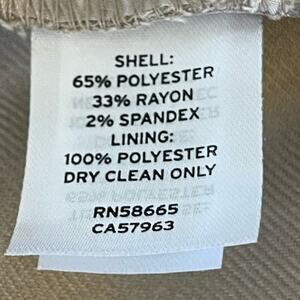 SHELL:
65% POLYESTER
33% RAYON
2% SPANDEX
LINING:
100% POLYESTER
DRY CLEAN ONLY
RN58665
CA57963